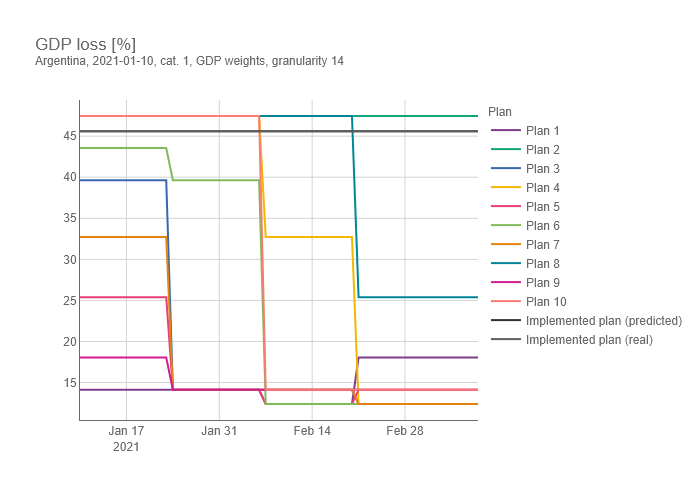 GDP loss [%]
Argentina, 2021-01-10, cat. 1, GDP weights, granularity 14
Plan
45
40
35
30
25
20
15
Jan 17
2021
Jan 31
Feb 14
Feb 28
Plan 1
Plan 2
Plan 3
Plan 4
Plan 5
Plan 6
Plan 7
Plan 8
Plan 9
Plan 10
Implemented plan (predicted)
Implemented plan (real)